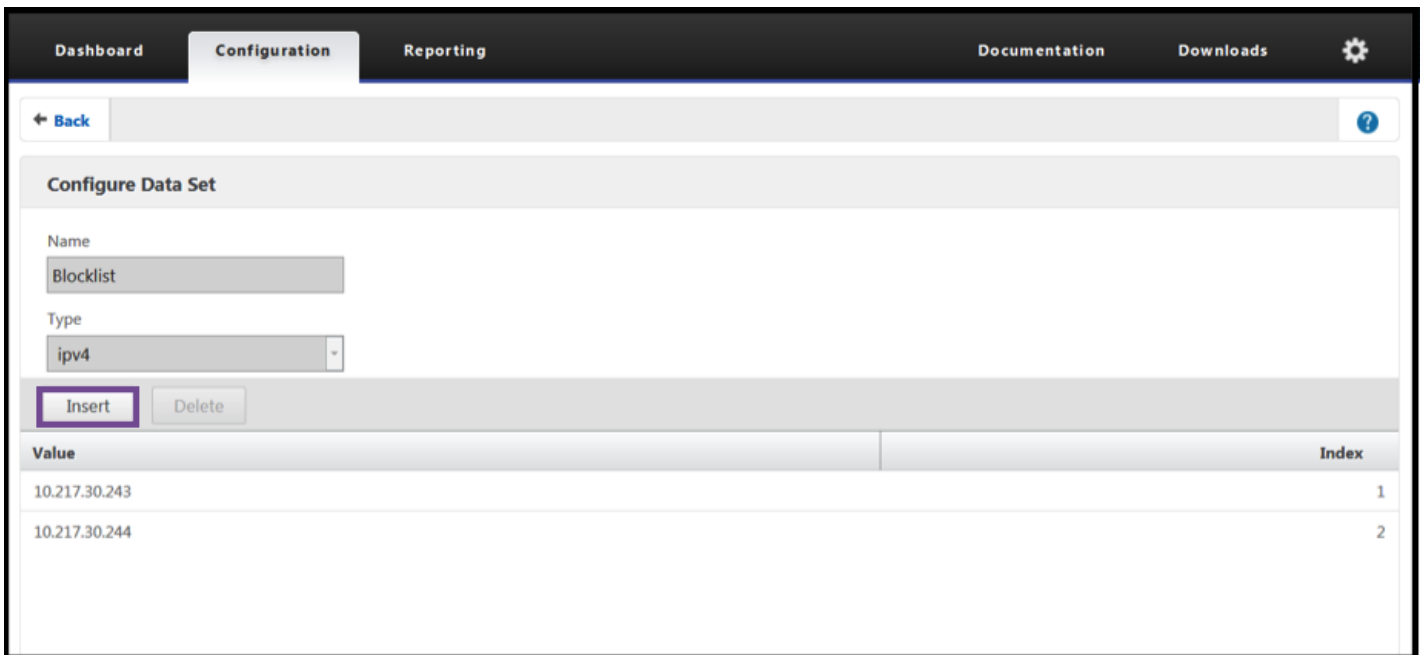 Dashboard Configuration Reporting Documentation Downloads
Back
?
Configure Data Set
Name
Blocklist
Type
ipv4
Insert Delete
Value Index
10.217.30.243 1
10.217.30.244 2